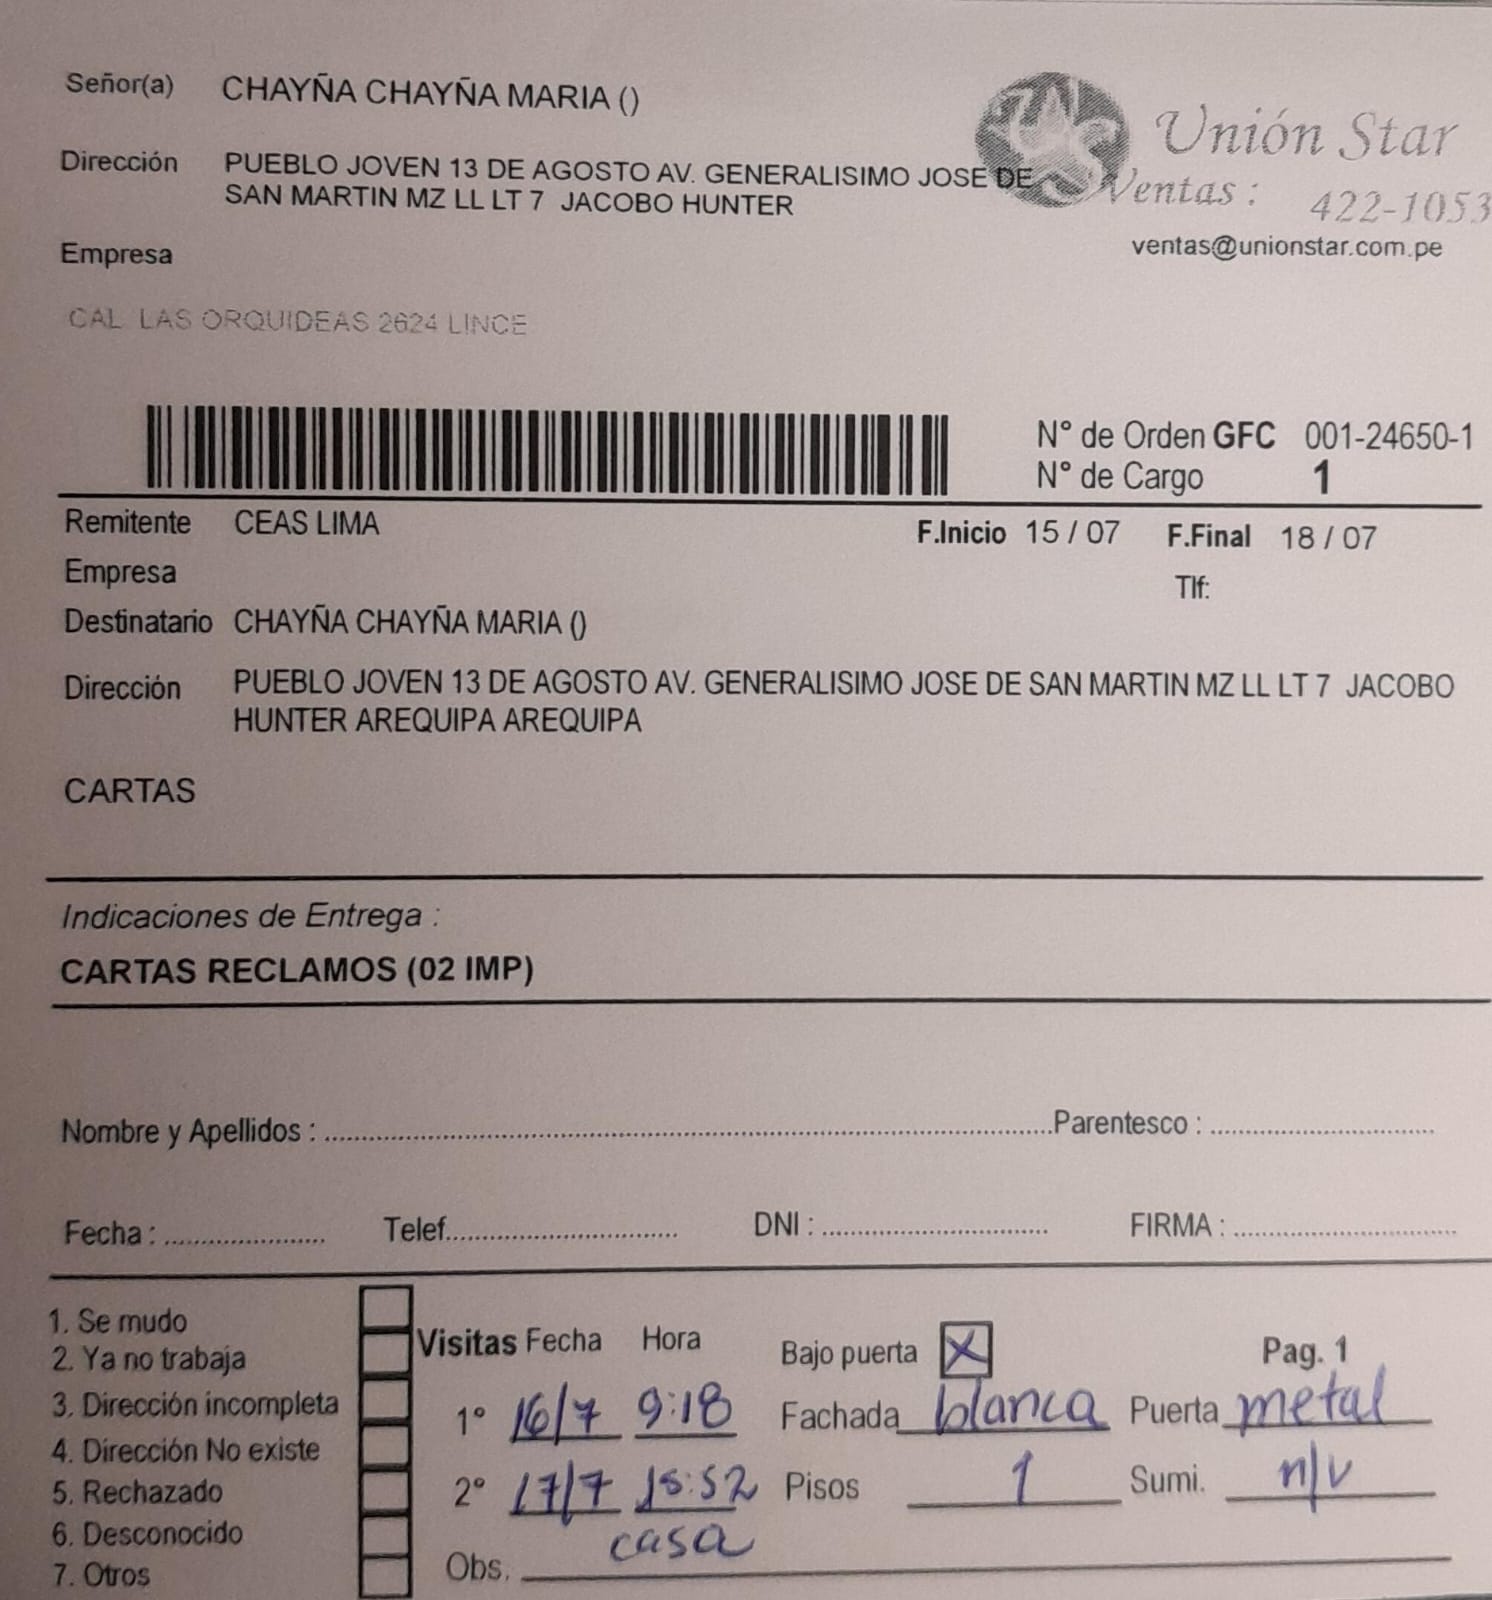 Señor(a) CHAYÑA CHAYÑA MARIA ()
Unión Star
Dirección PUEBLO JOVEN 13 DE AGOSTO AV. GENERALISIMO JOSE DE
SAN MARTIN MZ LL LT 7 JACOBO HUNTER
Ventas : 422-1053
Empresa
ventas@unionstar.com.pe
CAL LAS ORQUIDEAS 2624 LINCE
N° de Orden GFC 001-24650-1
N° de Cargo 1
Remitente CEAS LIMA F.Inicio 15 / 07 F.Final 18 / 07
Empresa Tlf:
Destinatario CHAYÑA CHAYÑA MARIA ()
Dirección PUEBLO JOVEN 13 DE AGOSTO AV. GENERALISIMO JOSE DE SAN MARTIN MZ LL LT 7 JACOBO
HUNTER AREQUIPA AREQUIPA
CARTAS
Indicaciones de Entrega :
CARTAS RECLAMOS (02 IMP)
Nombre y Apellidos : Parentesco :
Fecha : Telef. DNI : FIRMA :
1. Se mudo
2. Ya no trabaja
3. Dirección incompleta
4. Dirección No existe
5. Rechazado
6. Desconocido
7. Otros
Visitas Fecha Hora Bajo puerta X Pag. 1
1° 16/7 9:18 Fachada blanca Puerta metal
2° 17/7 15:52 Pisos 1 Sumi. n/v
Obs. casa